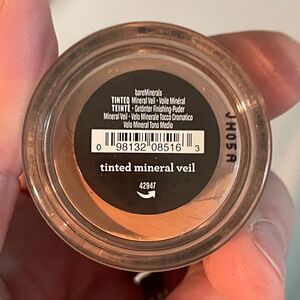 bareMinerals
TINTED Mineral Veil - Voile Minéral
TEINTÉ - Getönter Finishing-Puder
Mineral Veil - Velo Minerale Tocco Cromatico
Velo Mineral Tono Medio
0 98132 08516 3
tinted mineral veil
42947
JH05A